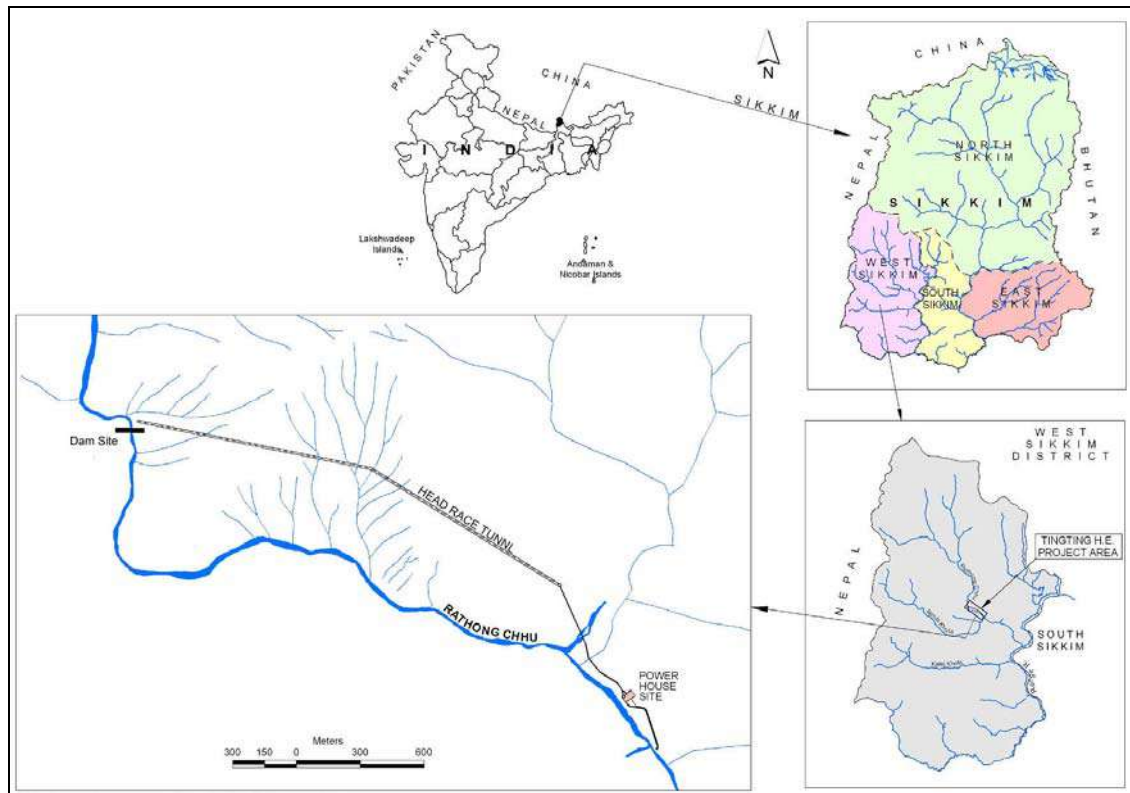 PAKISTAN
CHINA
NEPAL
INDIA
Lakshwadeep
Islands
Andaman &
Nicobar Islands
N
SIKKIM
CHINA
NEPAL
BHUTAN
NORTH
SIKKIM
SIKKIM
WEST
SIKKIM
SOUTH
SIKKIM
EAST
SIKKIM
Dam Site
HEAD RACE TUNNL
RATHONG CHHU
POWER
HOUSE
SITE
Meters
300 150 0 300 600
WEST
SIKKIM
DISTRICT
TINGTING H.E.
PROJECT AREA
NEPAL
SOUTH
SIKKIM